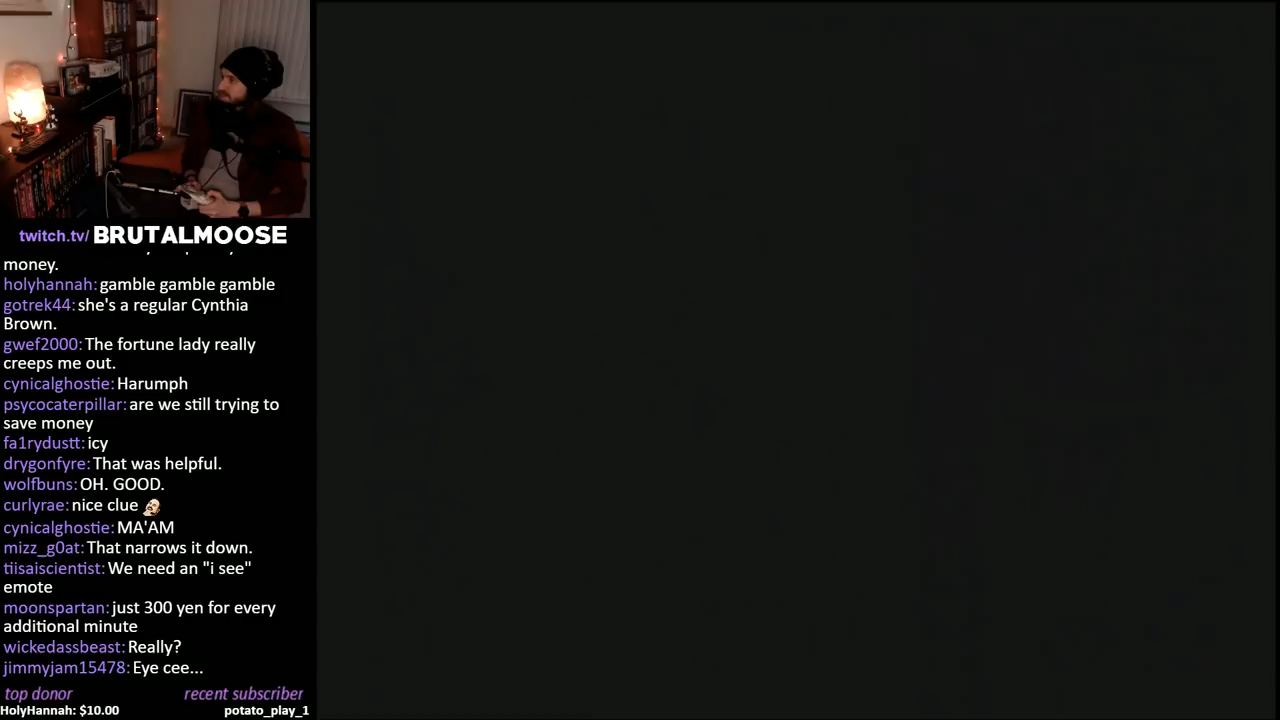 twitch.tv/ BRUTALMOOSE
money.
holyhannah: gamble gamble gamble
gotrek44: she's a regular Cynthia
Brown.
gwef2000: The fortune lady really
creeps me out.
cynicalghostie: Harumph
psycocaterpillar: are we still trying to
save money
fa1rydustt: icy
drygonfyre: That was helpful.
wolfbuns: OH. GOOD.
curlyrae: nice clue
cynicalghostie: MA'AM
mizz_g0at: That narrows it down.
tiisaiscientist: We need an "i see"
emote
moonspartan: just 300 yen for every
additional minute
wickedassbeast: Really?
jimmyjam15478: Eye cee...
top donor recent subscriber
HolyHannah: $10.00 potato_play_1